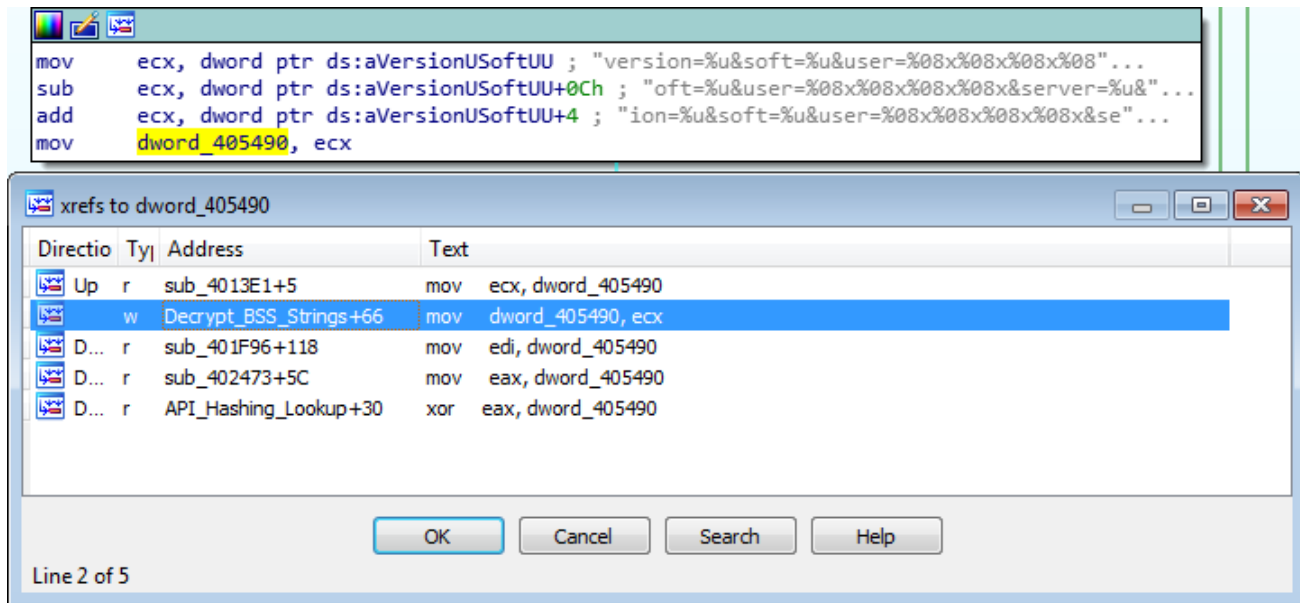 mov ecx, dword ptr ds:aVersionUSoftUU ; "version=%u&soft=%u&user=%08x%08x%08x%08"...
sub ecx, dword ptr ds:aVersionUSoftUU+0Ch ; "oft=%u&user=%08x%08x%08x%08x&server=%u&"...
add ecx, dword ptr ds:aVersionUSoftUU+4 ; "ion=%u&soft=%u&user=%08x%08x%08x%08x&se"...
mov dword_405490, ecx
xrefs to dword_405490
Directio Ty| Address Text
Up r sub_4013E1+5 mov ecx, dword_405490
w Decrypt_BSS_Strings+66 mov dword_405490, ecx
D... r sub_401F96+118 mov edi, dword_405490
D... r sub_402473+5C mov eax, dword_405490
D... r API_Hashing_Lookup+30 xor eax, dword_405490
OK Cancel Search Help
Line 2 of 5